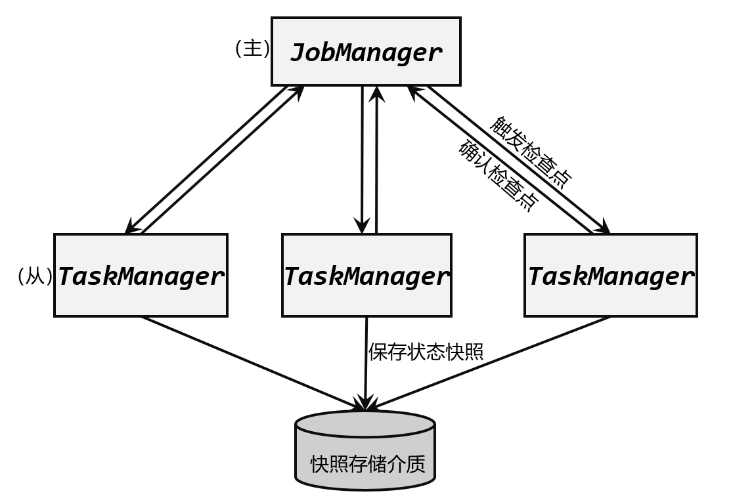 (主)
JobManager
触发检查点
确认检查点
(从)
TaskManager
TaskManager
TaskManager
保存状态快照
快照存储介质